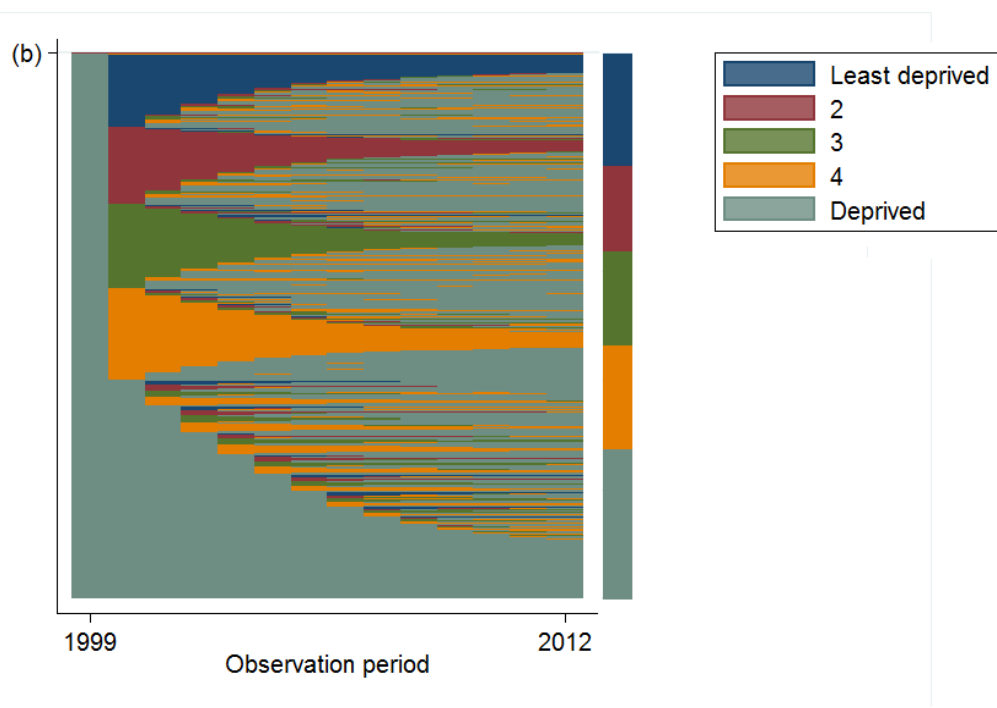 (b)
Least deprived
2
3
4
Deprived
1999
2012
Observation period